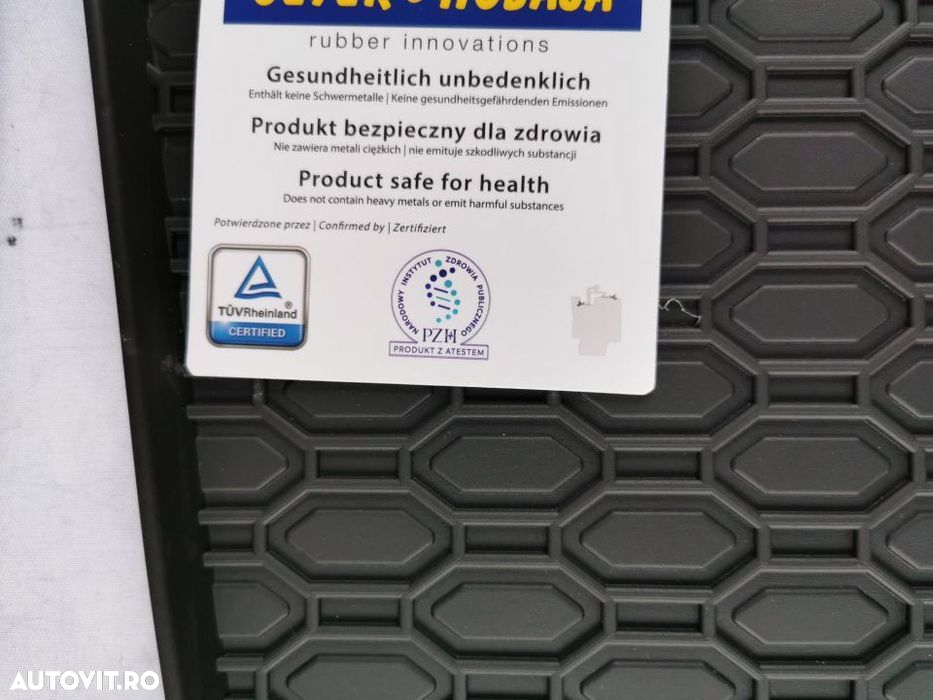 rubber innovations
Gesundheitlich unbedenklich
Enthält keine Schwermetalle | Keine gesundheitsgefährdenden Emissionen
Produkt bezpieczny dla zdrowia
Nie zawiera metali ciężkich | nie emituje szkodliwych substancji
Product safe for health
Does not contain heavy metals or emit harmful substances
Potwierdzone przez | Confirmed by | Zertifiziert
TÜVRheinland®
CERTIFIED
NARODOWY INSTYTUT ZDROWIA PUBLICZNEGO
PZH
PRODUKT Z ATESTEM
AUTOVIT.RO